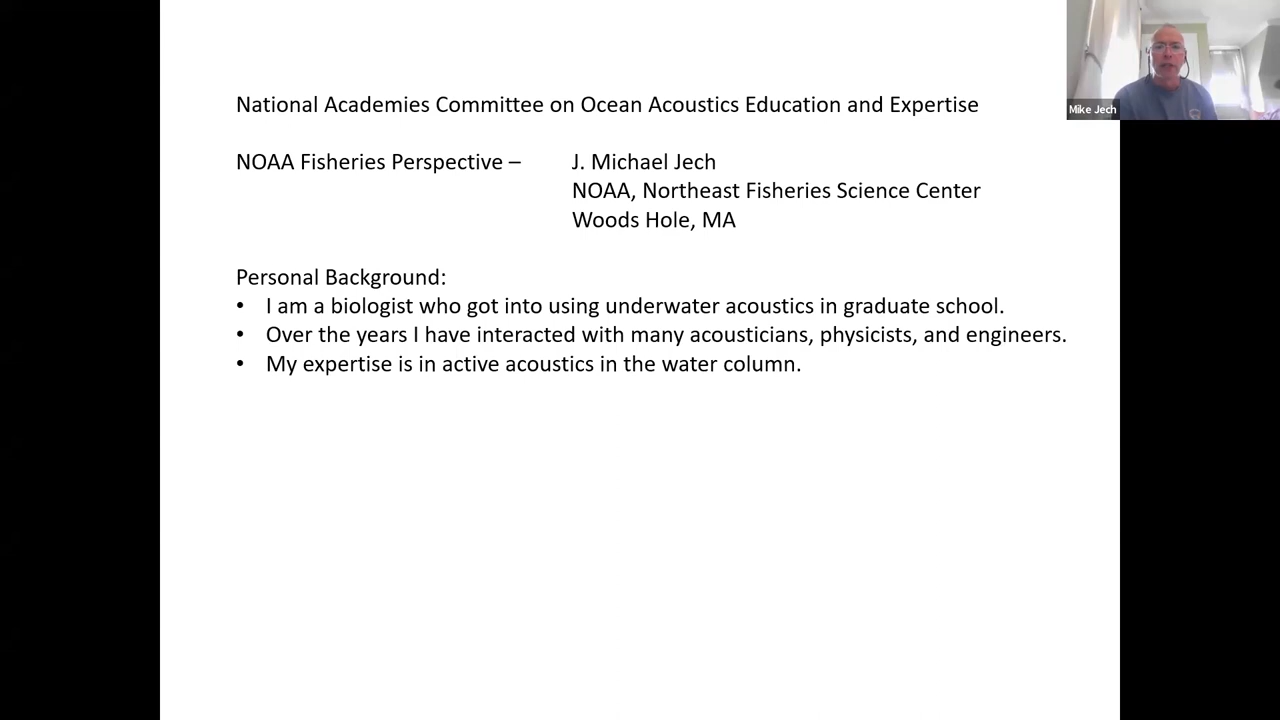 National Academies Committee on Ocean Acoustics Education and Expertise
NOAA Fisheries Perspective – J. Michael Jech
NOAA, Northeast Fisheries Science Center
Woods Hole, MA
Personal Background:
• I am a biologist who got into using underwater acoustics in graduate school.
• Over the years I have interacted with many acousticians, physicists, and engineers.
• My expertise is in active acoustics in the water column.
Mike Jech